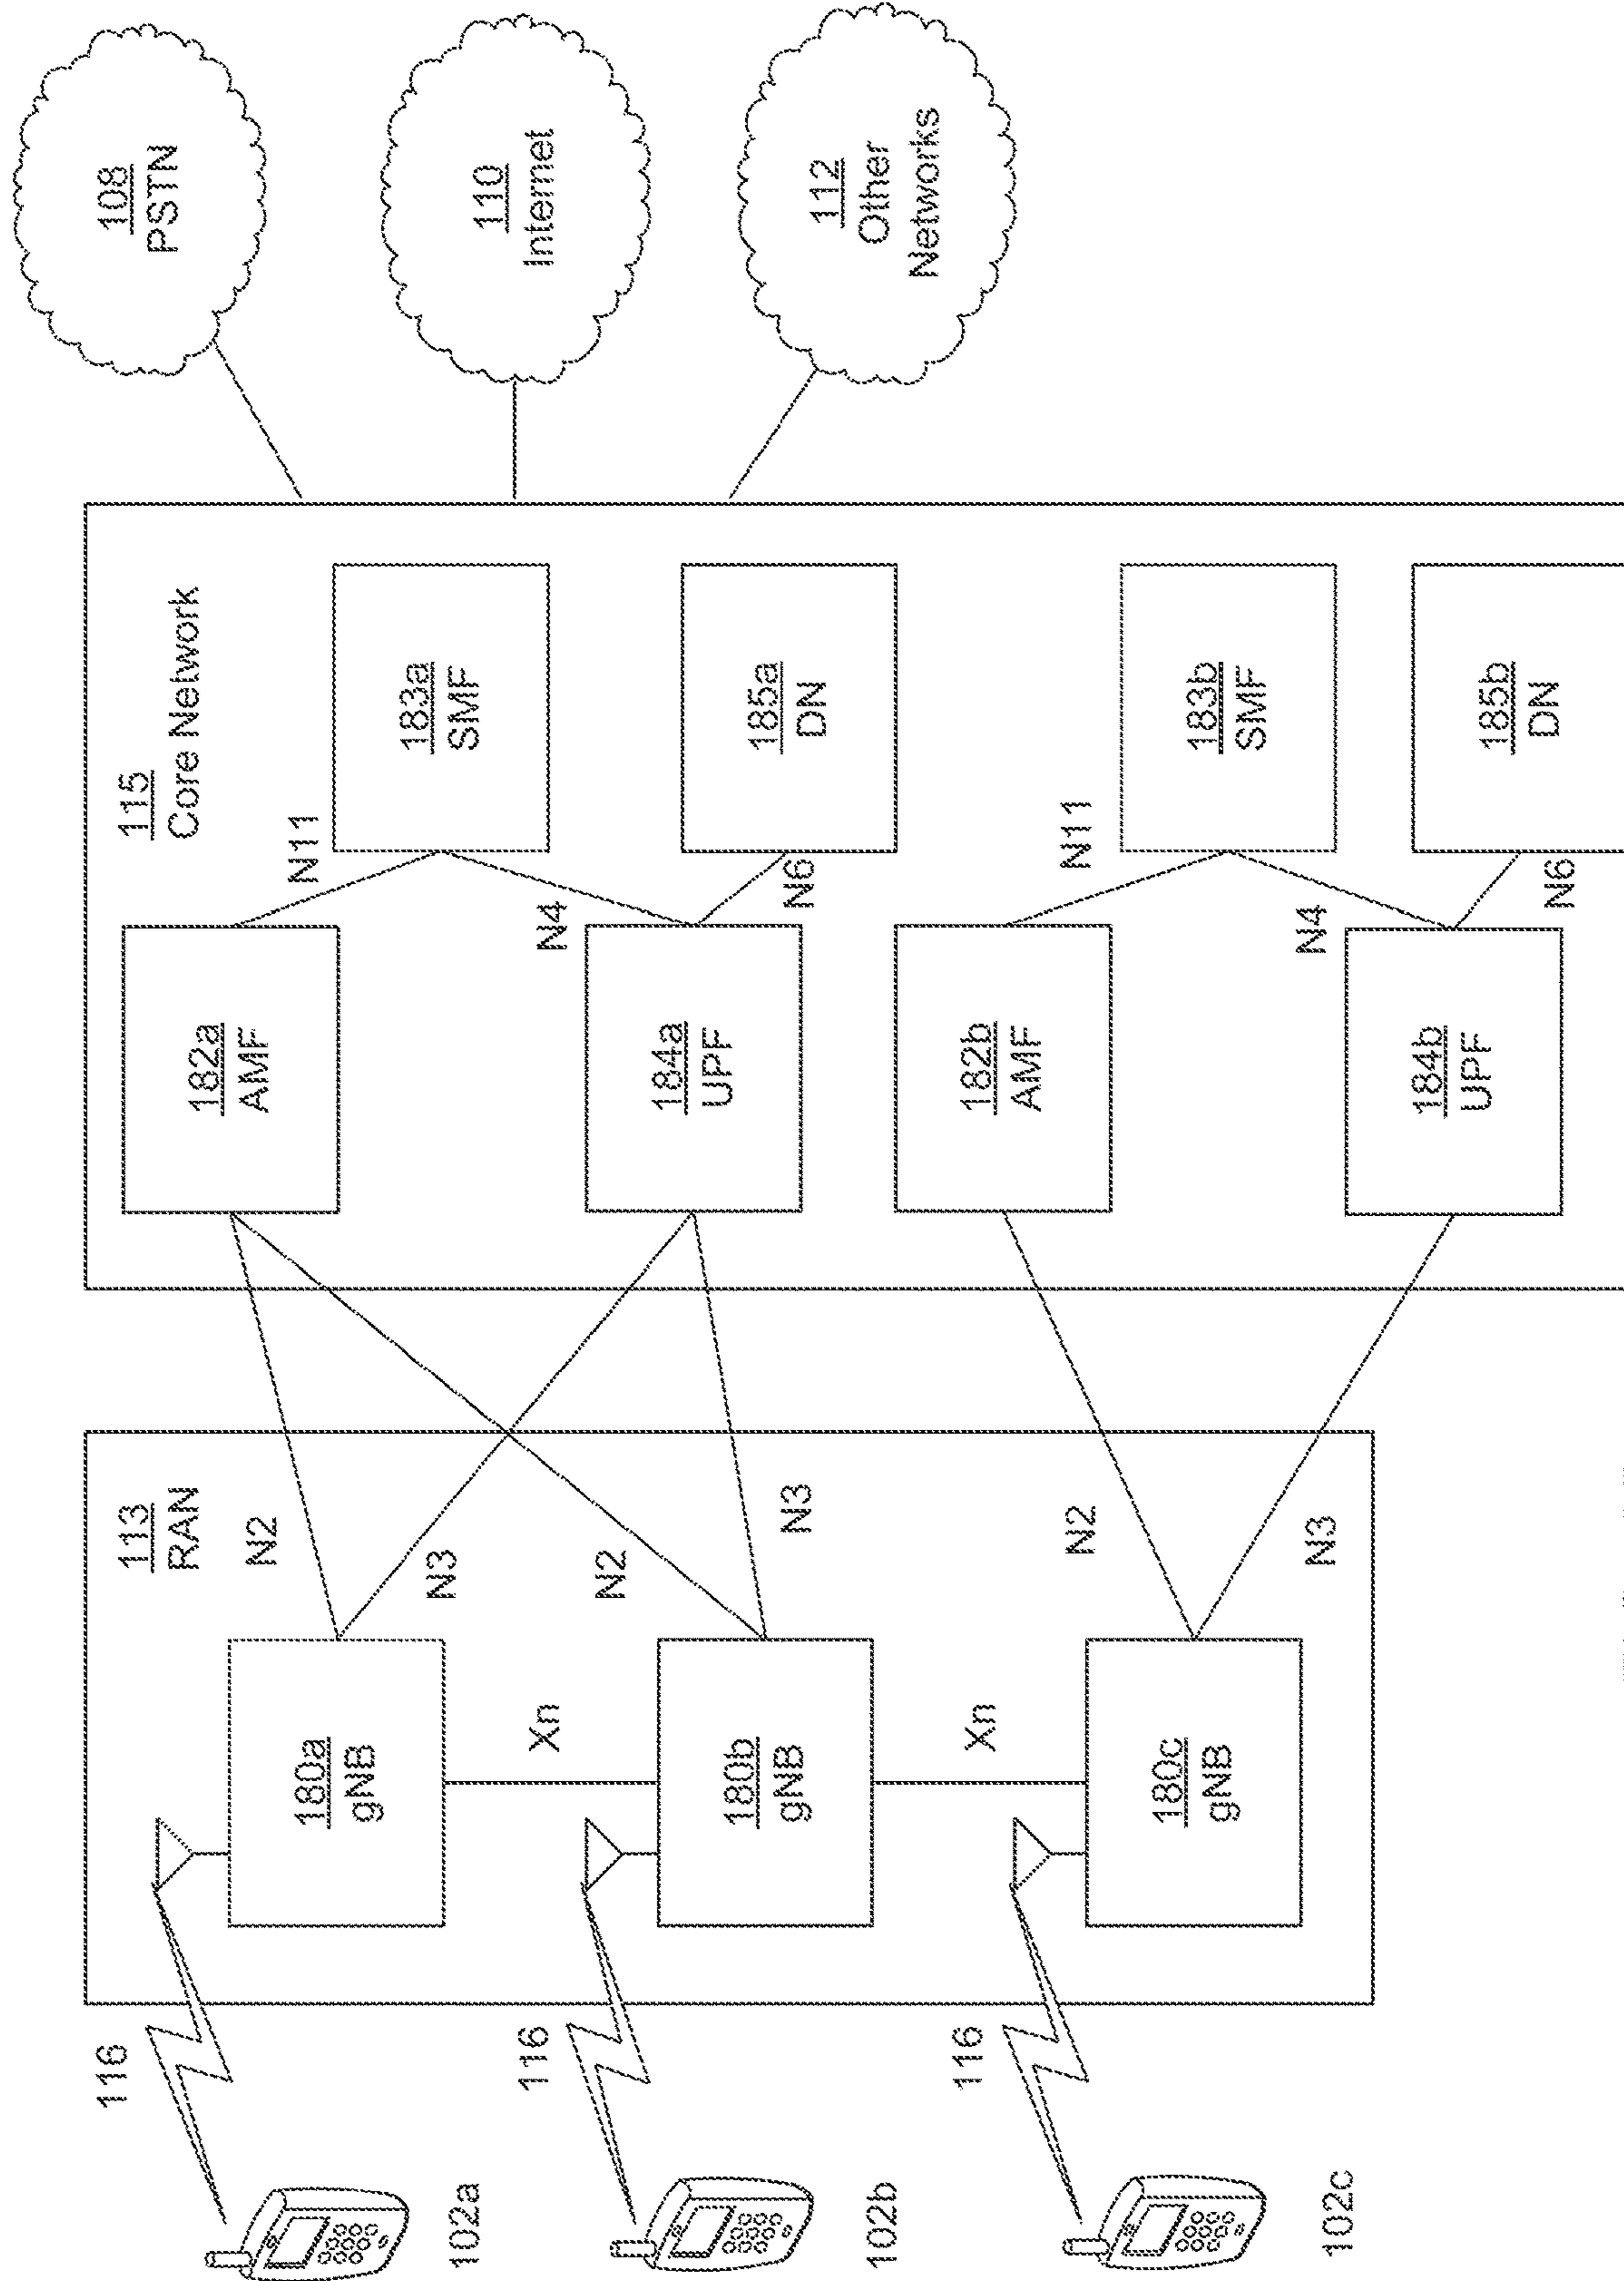 102a
102b
102c
116
116
116
113
RAN
180a
gNB
180b
gNB
180c
gNB
Xn
Xn
N2
N3
N2
N3
N2
N3
115
Core Network
182a
AMF
184a
UPF
182b
AMF
184b
UPF
N11
N4
N6
N11
N4
N6
183a
SMF
185a
DN
183b
SMF
185b
DN
108
PSTN
110
Internet
112
Other
Networks